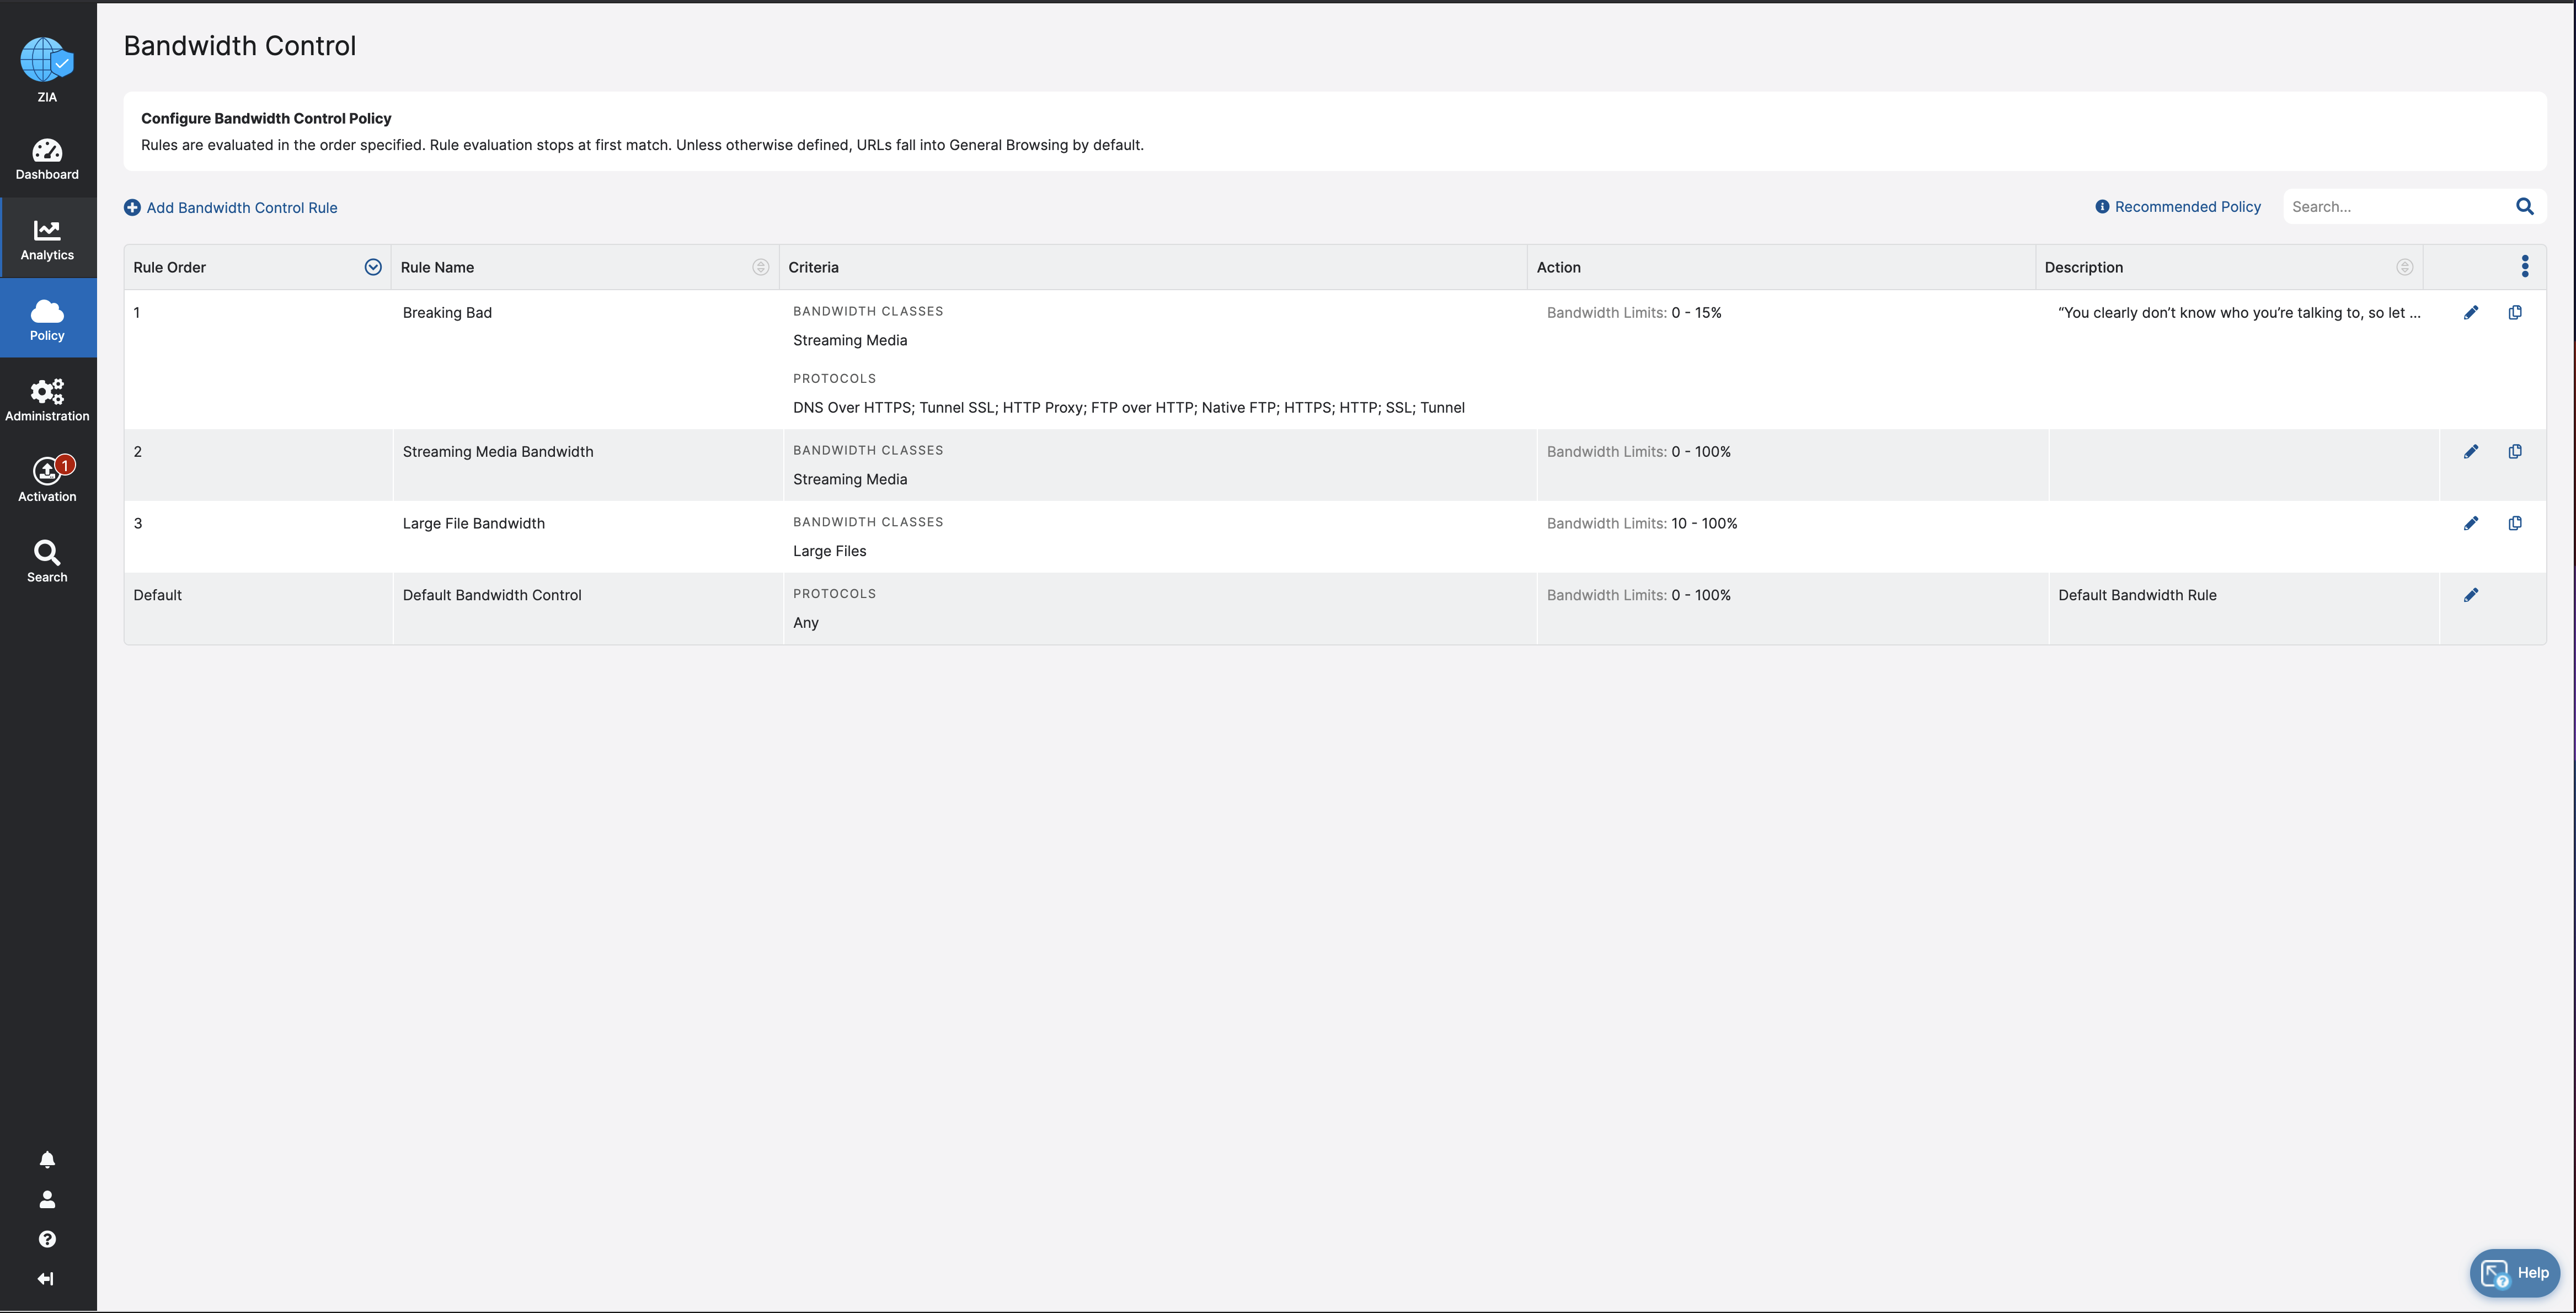 Bandwidth Control
ZIA
Dashboard
Analytics
Policy
Administration
1
Activation
Search
Configure Bandwidth Control Policy
Rules are evaluated in the order specified. Rule evaluation stops at first match. Unless otherwise defined, URLs fall into General Browsing by default.
Add Bandwidth Control Rule
Recommended Policy
Search...
Rule Order Rule Name Criteria Action Description
1 Breaking Bad BANDWIDTH CLASSES Bandwidth Limits: 0 - 15% “You clearly don’t know who you’re talking to, so let ...
Streaming Media
PROTOCOLS
DNS Over HTTPS; Tunnel SSL; HTTP Proxy; FTP over HTTP; Native FTP; HTTPS; HTTP; SSL; Tunnel
2 Streaming Media Bandwidth BANDWIDTH CLASSES Bandwidth Limits: 0 - 100%
Streaming Media
3 Large File Bandwidth BANDWIDTH CLASSES Bandwidth Limits: 10 - 100%
Large Files
Default Default Bandwidth Control PROTOCOLS Bandwidth Limits: 0 - 100% Default Bandwidth Rule
Any
Help